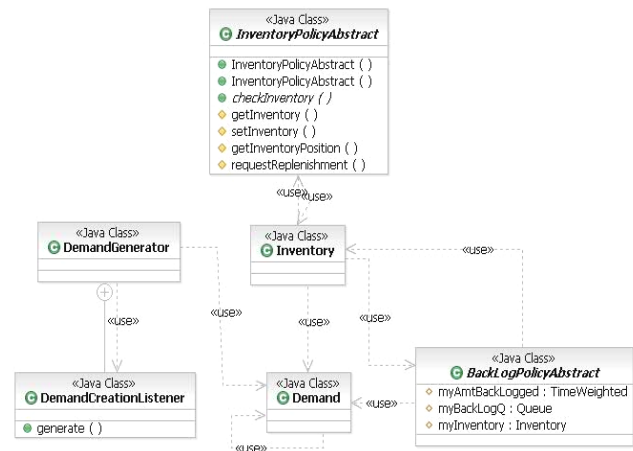 «Java Class»
InventoryPolicyAbstract
InventoryPolicyAbstract ( )
InventoryPolicyAbstract ( )
checkInventory ( )
getInventory ( )
setInventory ( )
getInventoryPosition ( )
requestReplenishment ( )
«use»
«use»
«Java Class»
DemandGenerator
«Java Class»
Inventory
«use»
«use»
«use»
«use»
«use»
«Java Class»
DemandCreationListener
generate ( )
«Java Class»
Demand
«use»
«use»
«Java Class»
BackLogPolicyAbstract
myAmtBackLogged : TimeWeighted
myBackLogQ : Queue
myInventory : Inventory